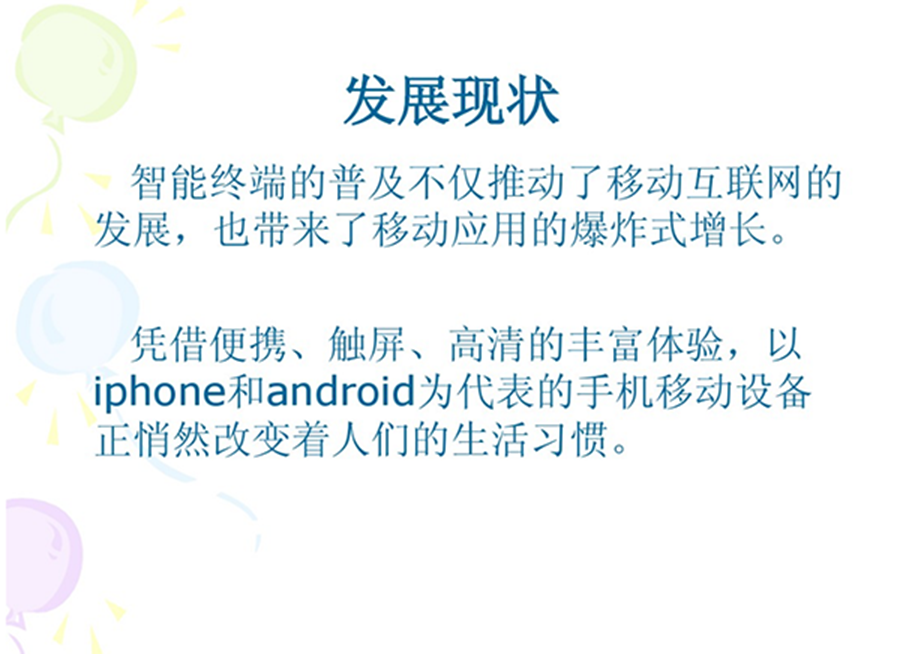 发展现状
智能终端的普及不仅推动了移动互联网的
发展，也带来了移动应用的爆炸式增长。
凭借便携、触屏、高清的丰富体验，以
iphone和android为代表的手机移动设备
正悄然改变着人们的生活习惯。